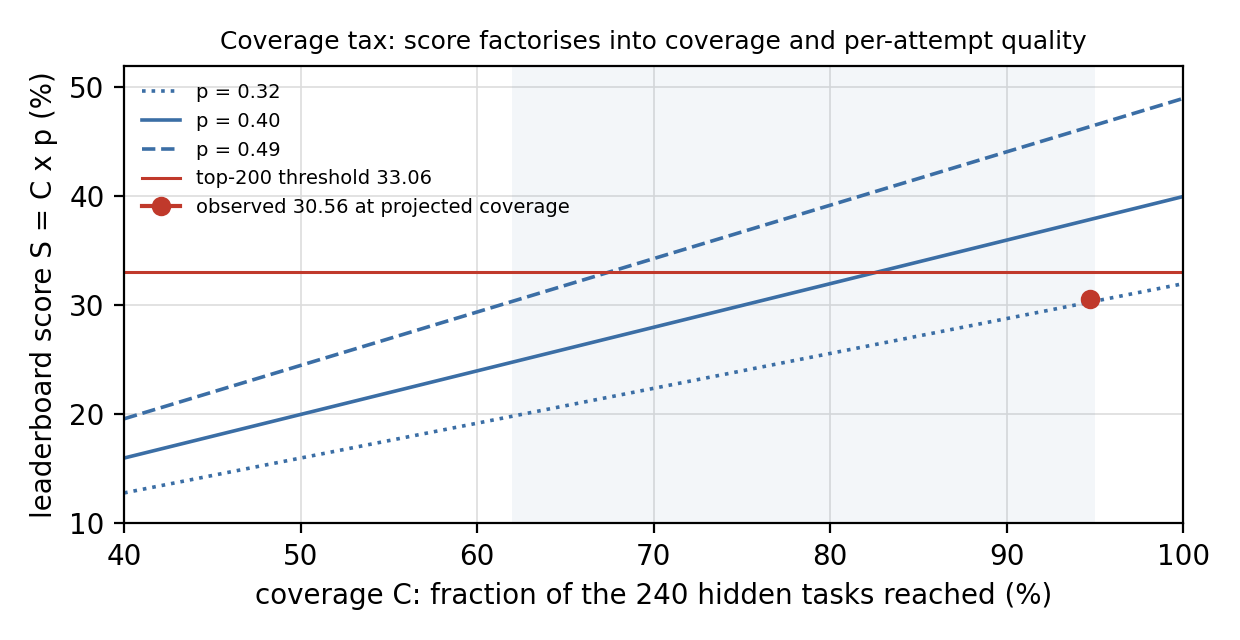 Coverage tax: score factorises into coverage and per-attempt quality
leaderboard score S = C x p (%)
50
40
30
20
10
p = 0.32
p = 0.40
p = 0.49
top-200 threshold 33.06
observed 30.56 at projected coverage
40 50 60 70 80 90 100
coverage C: fraction of the 240 hidden tasks reached (%)